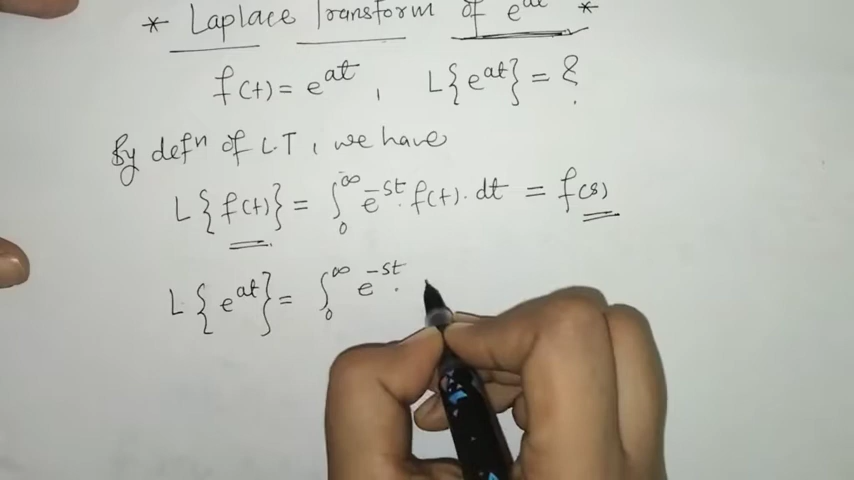 * Laplace Transform of e^at *
f(t) = e^at, L{e^at} = ?
By defⁿ of L.T, we have
L{f(t)} = ∫₀^∞ e^-st. f(t). dt = f(s)
L{e^at} = ∫₀^∞ e^-st.